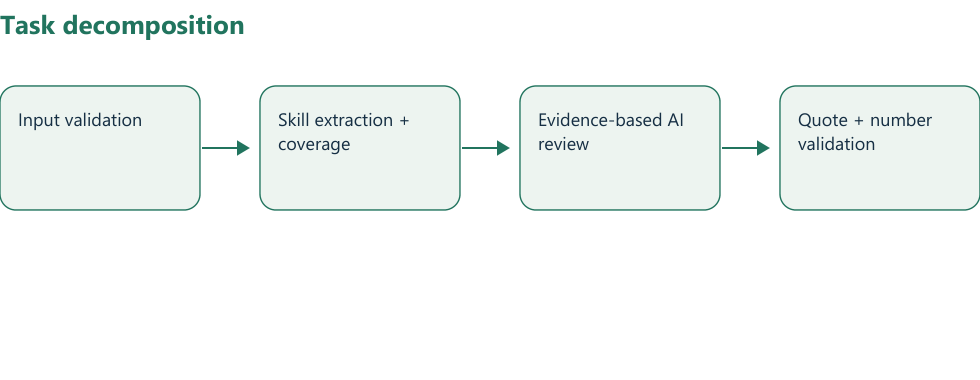 Task decomposition
Input validation
Skill extraction +
coverage
Evidence-based AI
review
Quote + number
validation